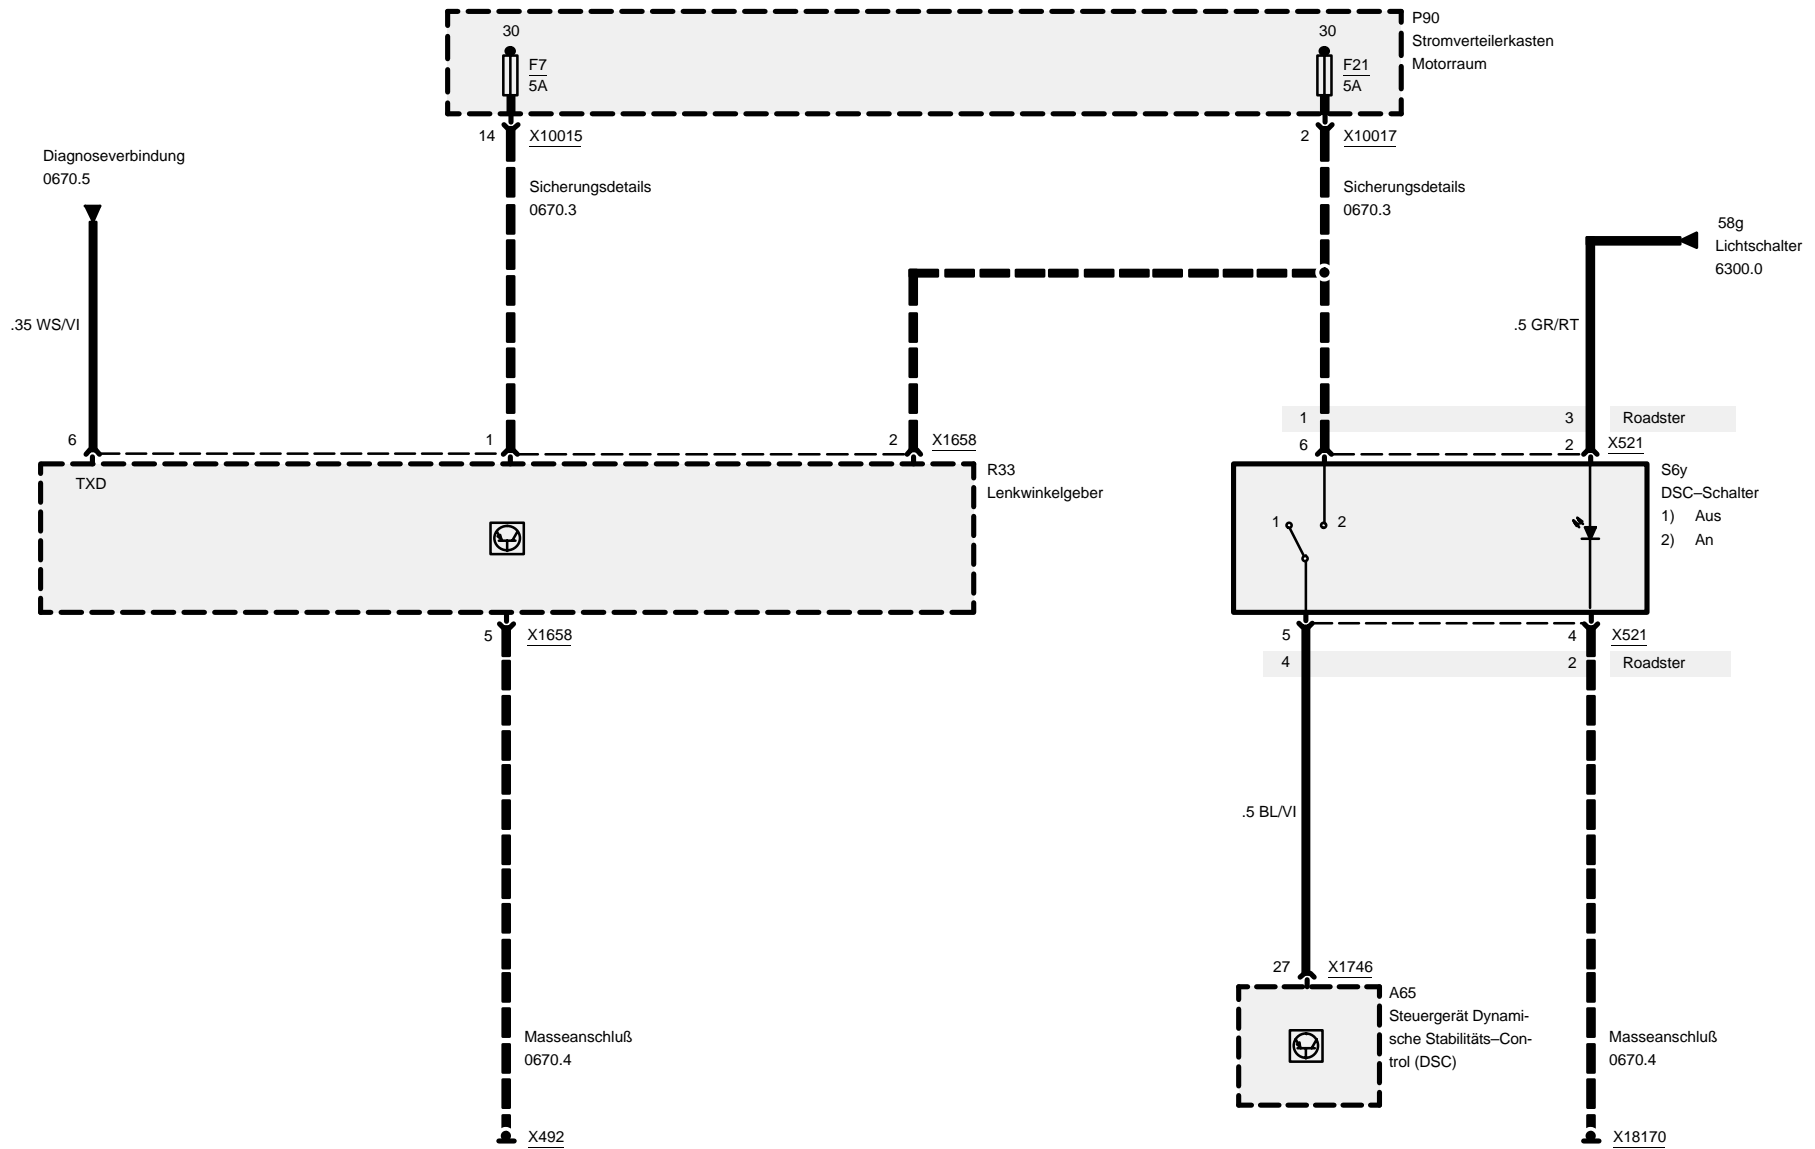 P90
Stromverteilerkasten
Motorraum
30
F7
5A
30
F21
5A
14 X10015
2 X10017
Diagnoseverbindung
0670.5
Sicherungsdetails
0670.3
Sicherungsdetails
0670.3
58g
Lichtschalter
6300.0
.35 WS/VI
.5 GR/RT
1 3 Roadster
6 1 2 X1658
6 2 X521
TXD
R33
Lenkwinkelgeber
S6y
DSC–Schalter
1) Aus
2) An
1 2
5 X1658
5 4 X521
4 2 Roadster
.5 BL/VI
27 X1746
A65
Steuergerät Dynami-
sche Stabilitäts–Con-
trol (DSC)
Masseanschluß
0670.4
Masseanschluß
0670.4
X492
X18170